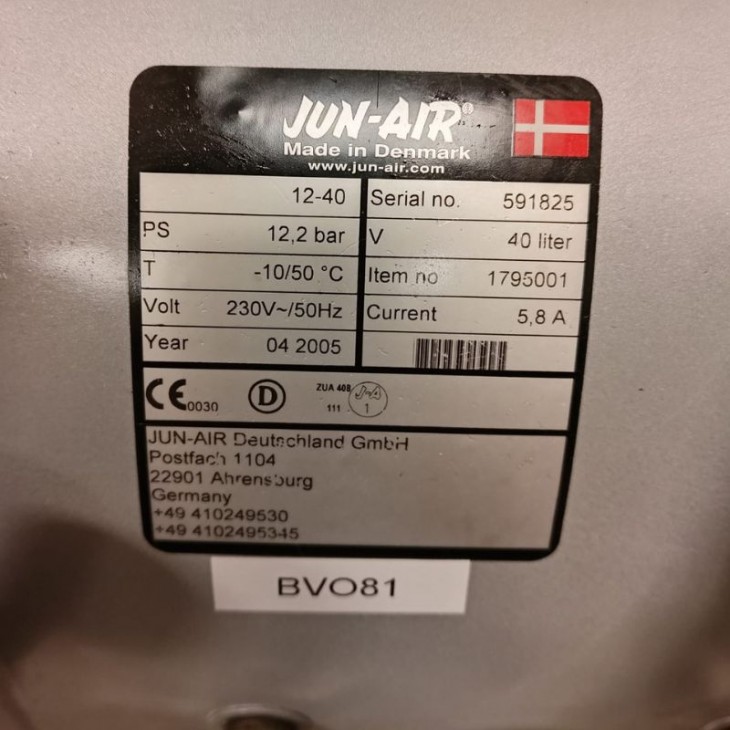 JUN-AIR®
Made in Denmark
www.jun-air.com
12-40 Serial no. 591825
PS 12,2 bar V 40 liter
T -10/50 °C Item no 1795001
Volt 230V~/50Hz Current 5,8 A
Year 04 2005
CE 0030 D ZUA 408
111 1
JUN-AIR Deutschland GmbH
Postfach 1104
22901 Ahrensburg
Germany
+49 410249530
+49 4102495345
BVO81